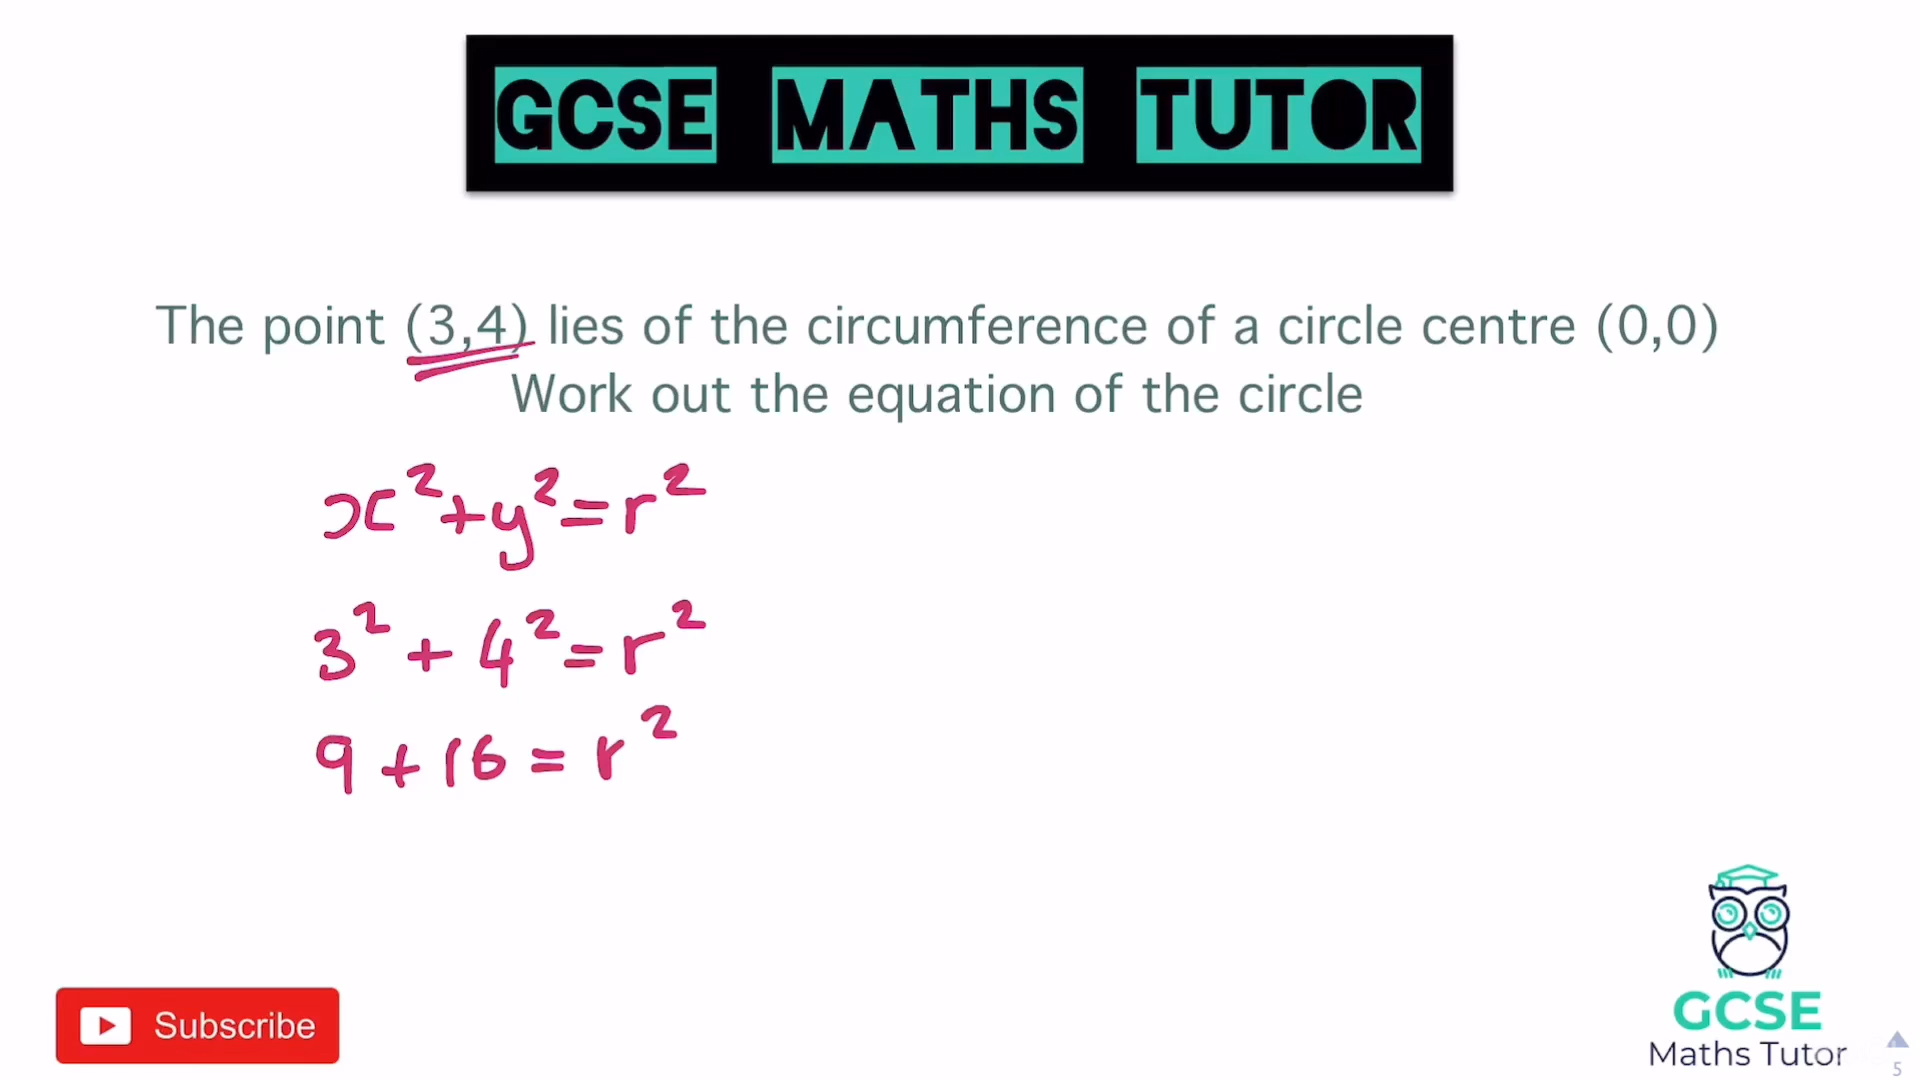 GCSE MATHS TUTOR
The point (3,4) lies of the circumference of a circle centre (0,0)
Work out the equation of the circle
x²+y²=r²
3²+4²=r²
9+16=r²
Subscribe
GCSE
Maths Tutor
5